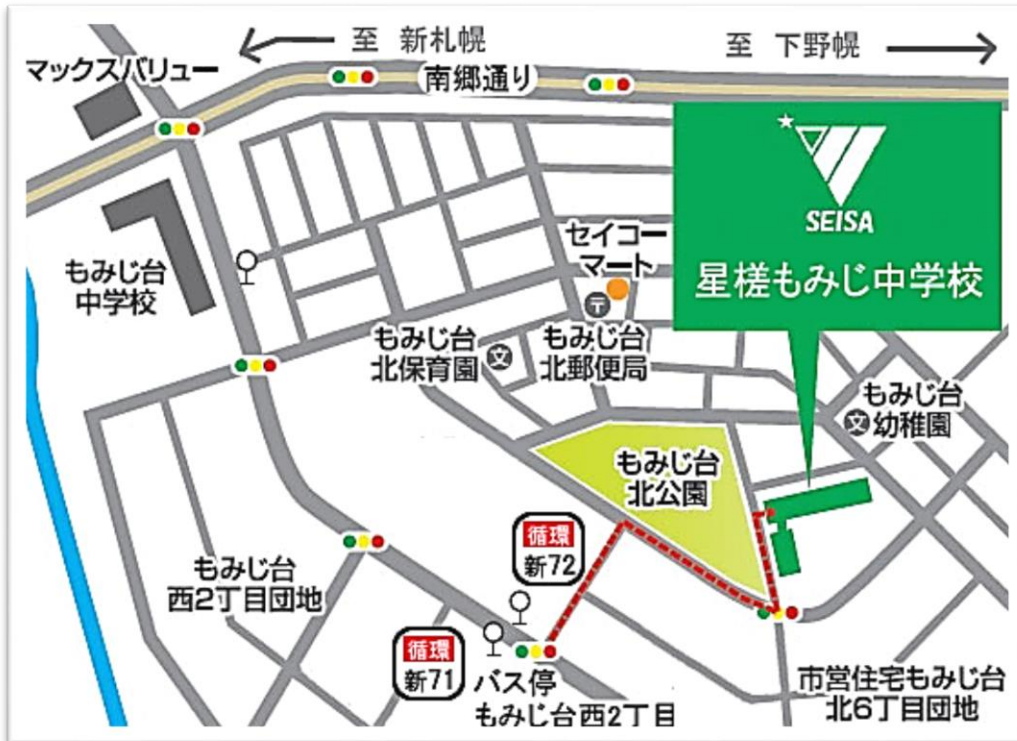 至 新札幌
至 下野幌
マックスバリュー
南郷通り
SEISA
星槎もみじ中学校
もみじ台
中学校
セイコー
マート
〒
もみじ台
北保育園
文
もみじ台
北郵便局
もみじ台
幼稚園
文
もみじ台
北公園
循環
新72
もみじ台
西2丁目団地
循環
新71
バス停
もみじ台西2丁目
市営住宅もみじ台
北6丁目団地